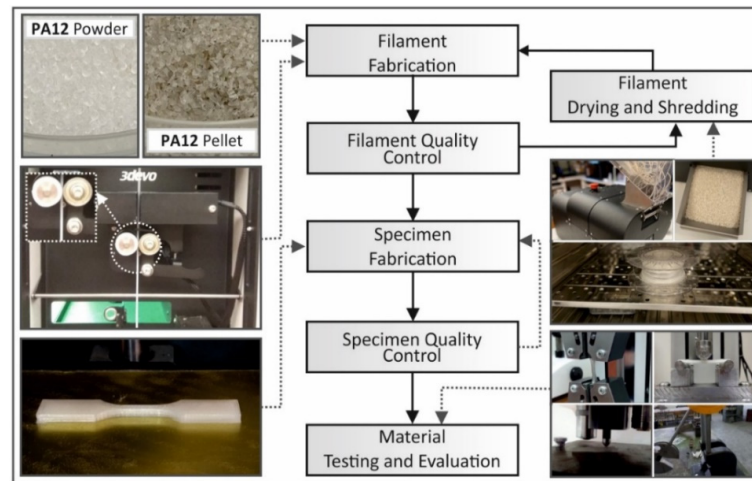 PA12 Powder
PA12 Pellet
3devo
Filament
Fabrication
Filament
Drying and Shredding
Filament Quality
Control
Specimen
Fabrication
Specimen Quality
Control
Material
Testing and Evaluation